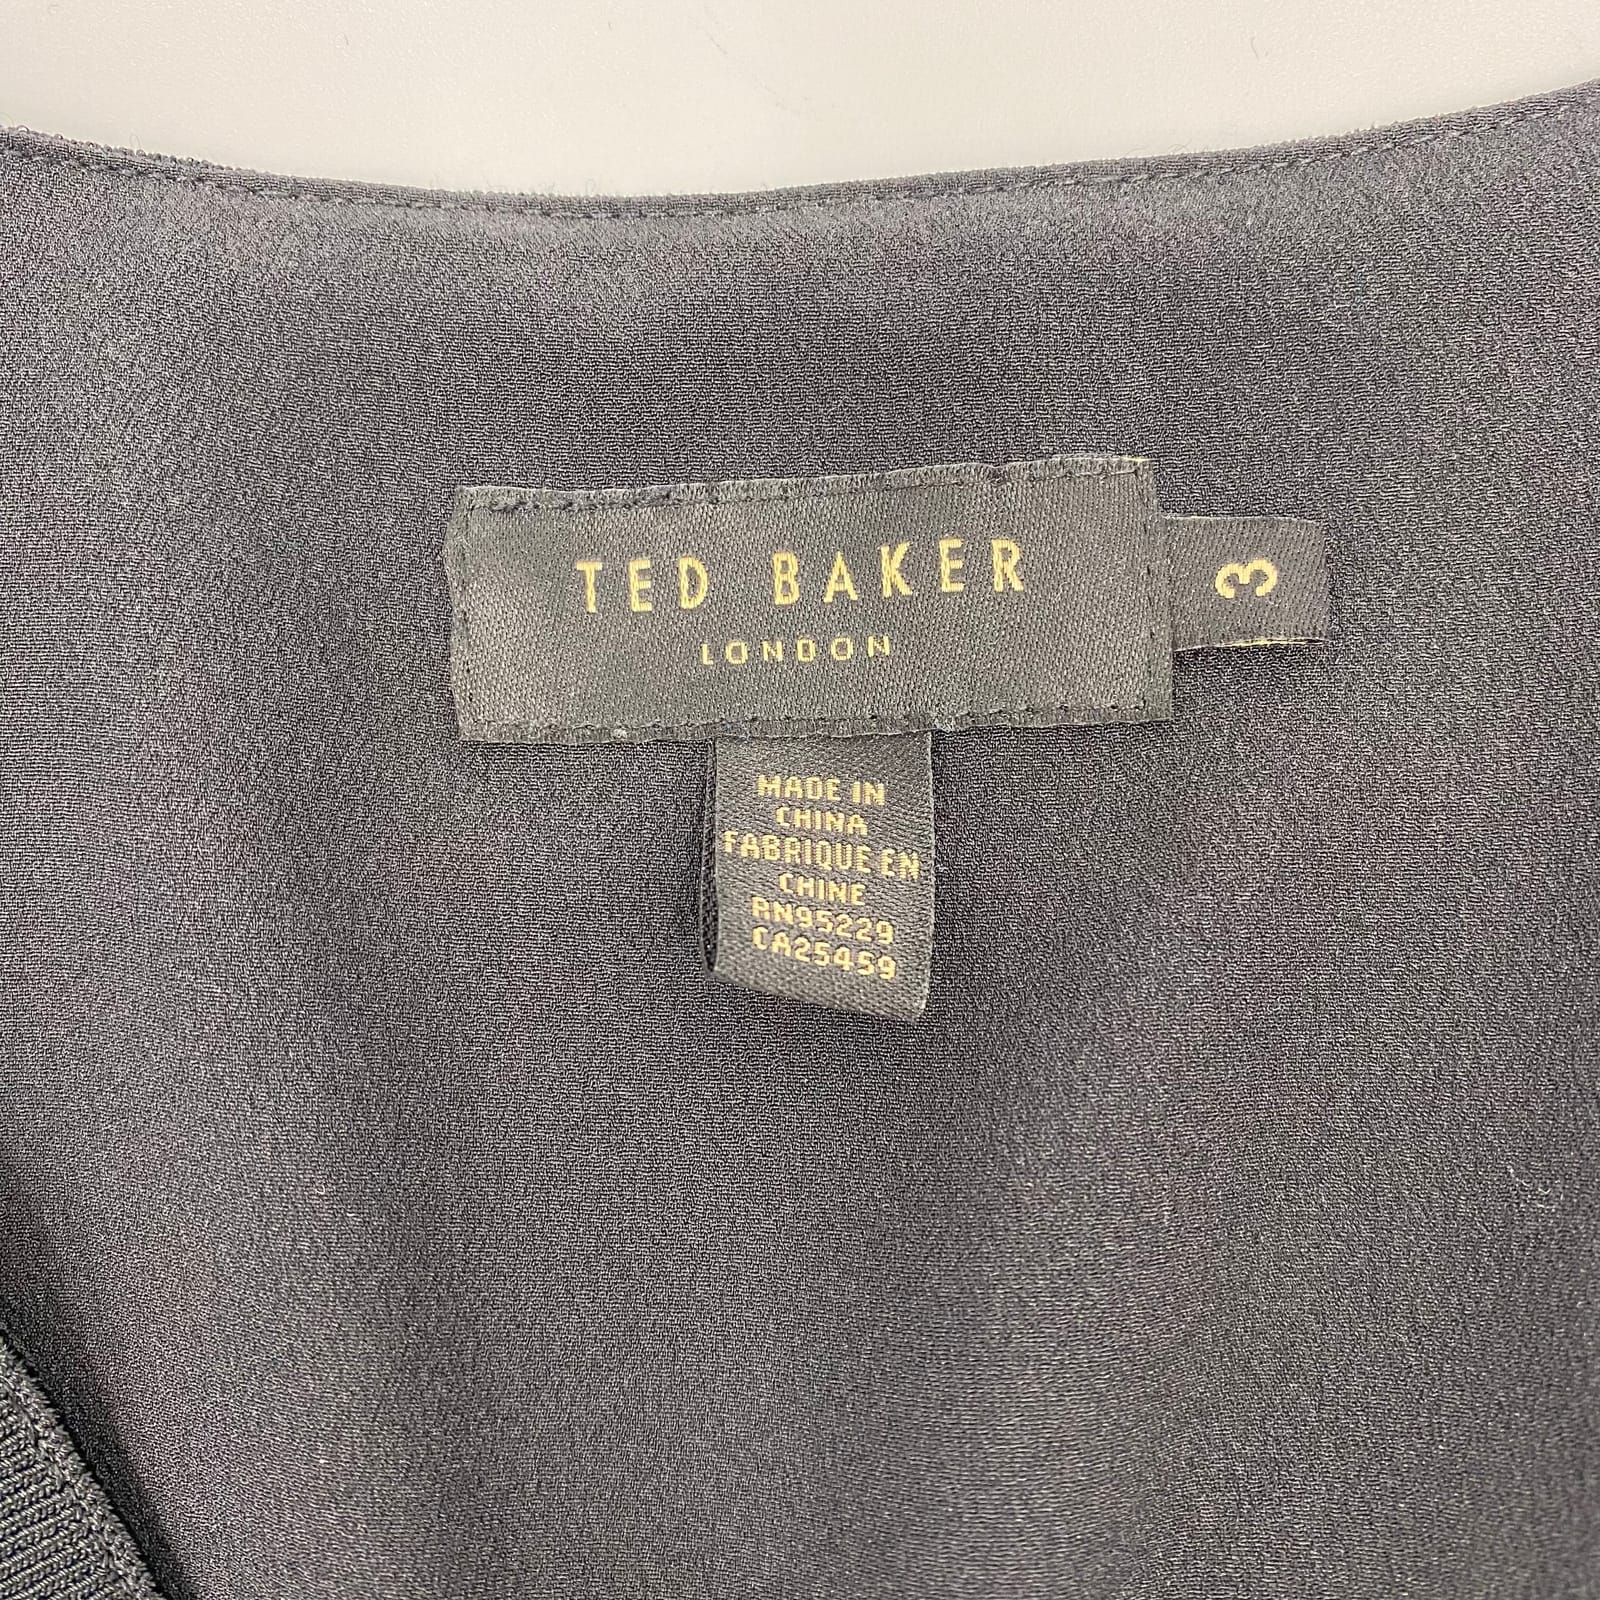 TED BAKER
LONDON
3
MADE IN
CHINA
FABRIQUE EN
CHINE
RN95229
CA25459